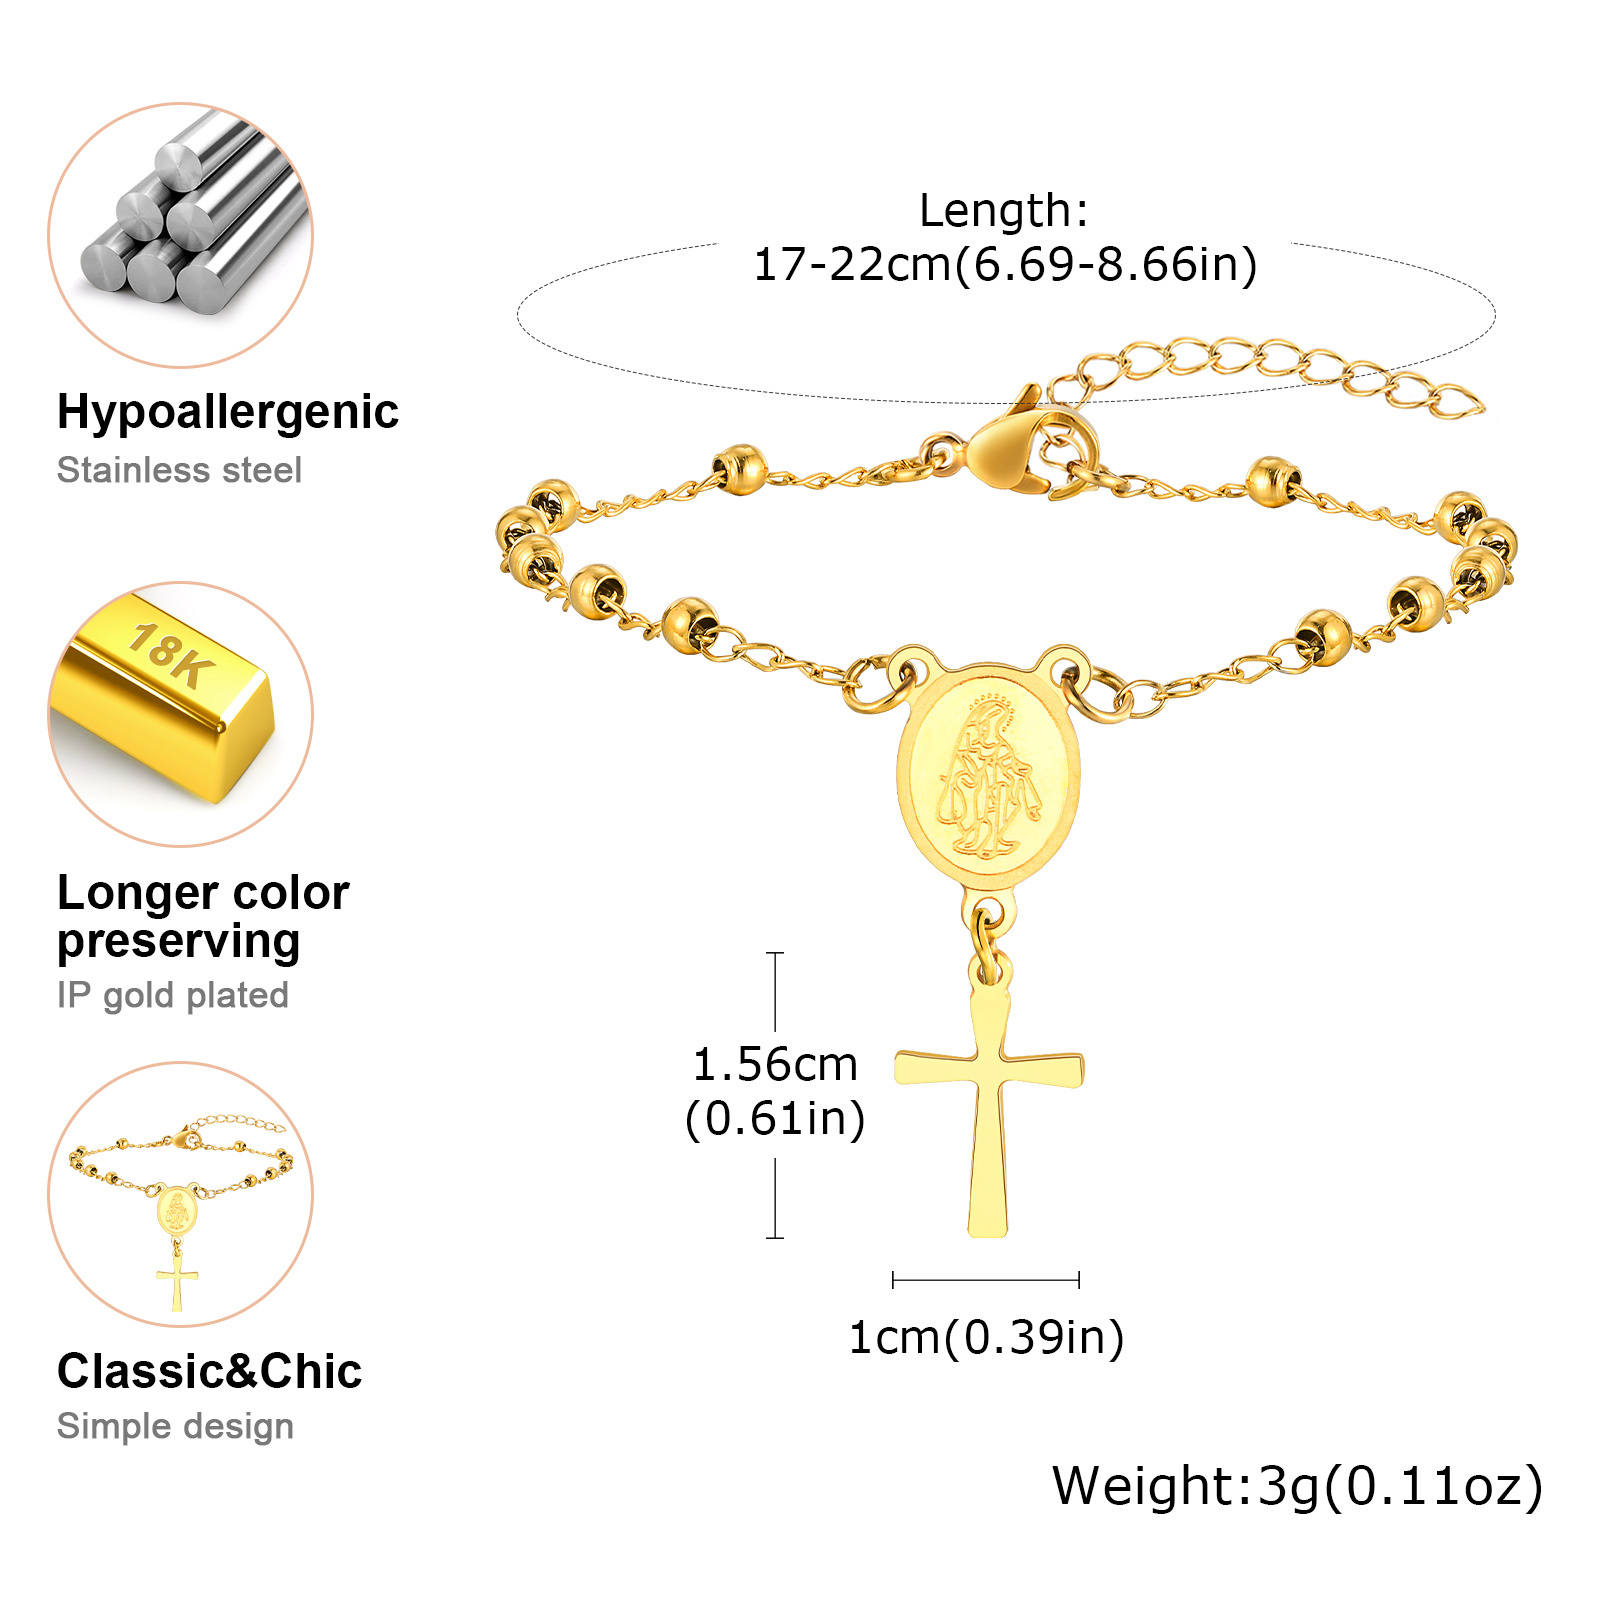 Hypoallergenic
Stainless steel
18K
Longer color
preserving
IP gold plated
Classic&Chic
Simple design
Length:
17-22cm(6.69-8.66in)
1.56cm
(0.61in)
1cm(0.39in)
Weight:3g(0.11oz)